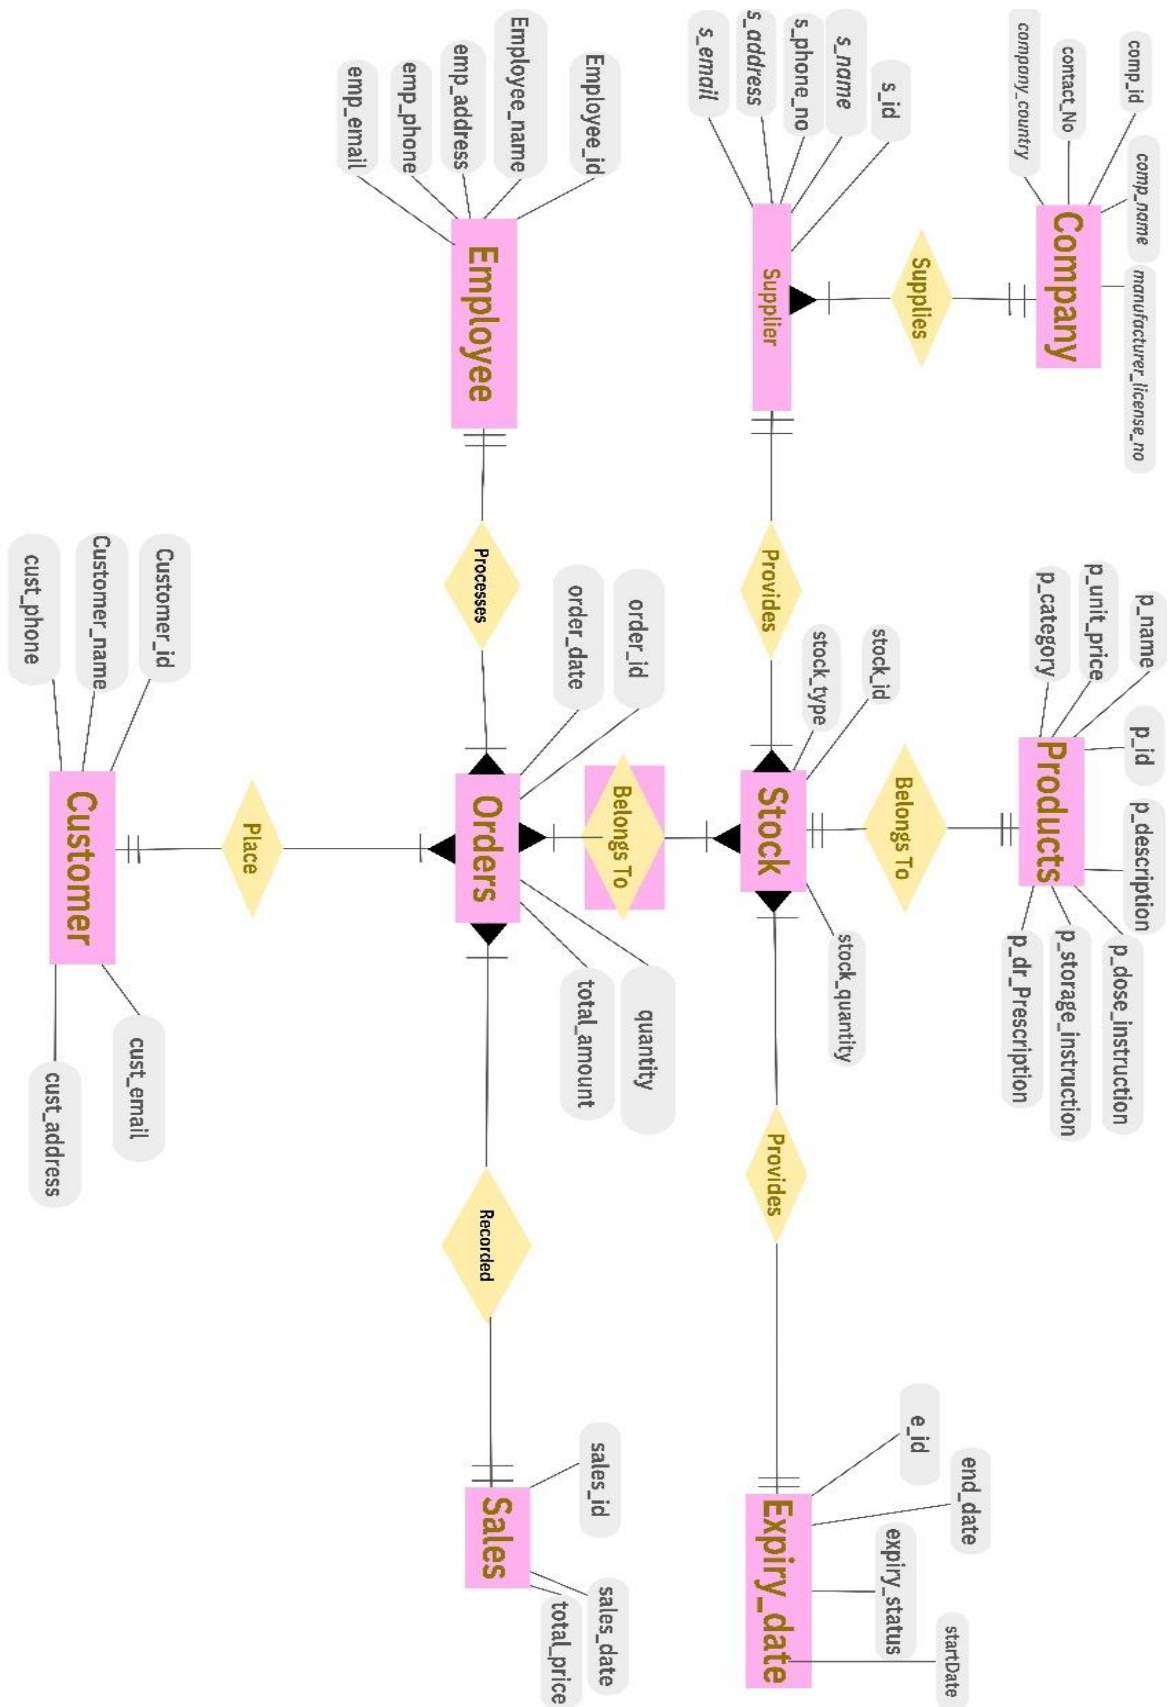 comp_id
comp_name
manufacturer_license_no
contact_No
company_country
Company
Supplies
s_id
s_name
s_phone_no
s_address
s_email
Supplier
Provides
p_name
p_unit_price
p_category
p_id
p_description
p_dose_instruction
p_storage_instruction
p_dr_Prescription
Products
Belongs To
stock_id
stock_type
stock_quantity
Stock
Provides
e_id
end_date
expiry_status
startDate
Expiry_date
Belongs To
Employee_id
Employee_name
emp_address
emp_phone
emp_email
Employee
Processes
order_id
order_date
quantity
total_amount
Orders
Recorded
sales_id
sales_date
total_price
Sales
Place
Customer_id
Customer_name
cust_phone
cust_email
cust_address
Customer